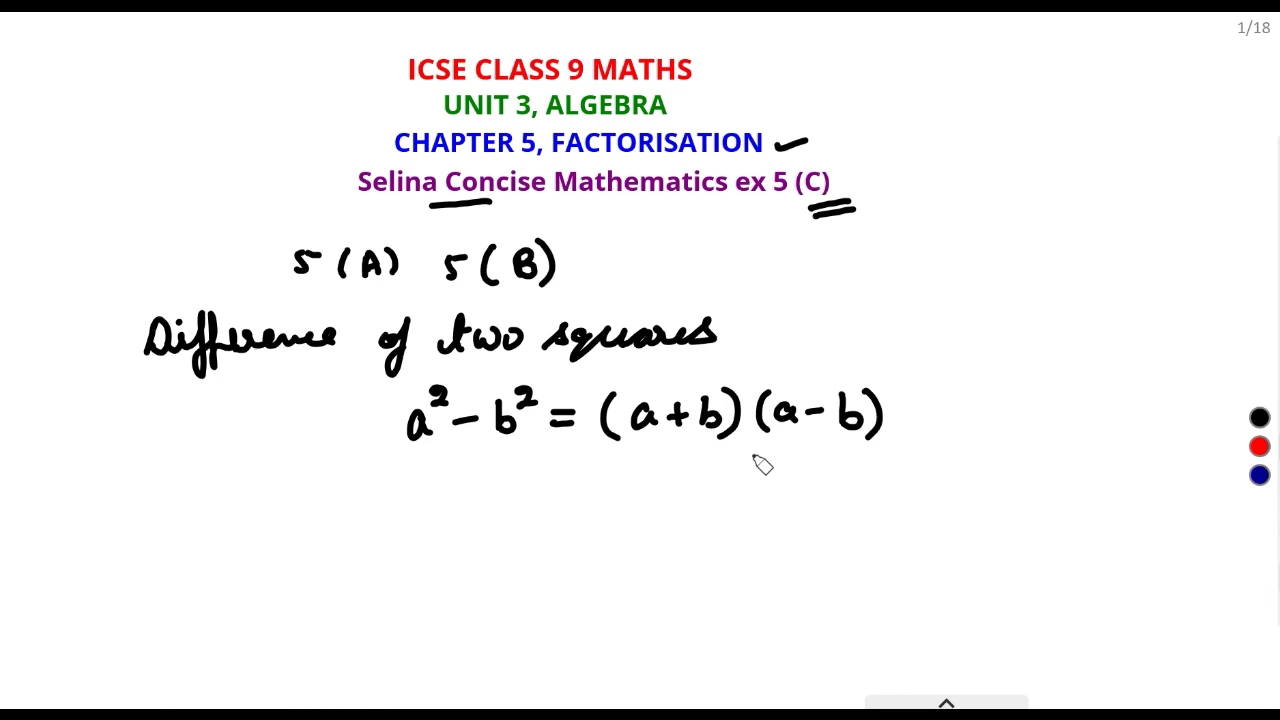 1/18
ICSE CLASS 9 MATHS
UNIT 3, ALGEBRA
CHAPTER 5, FACTORISATION
Selina Concise Mathematics ex 5 (C)
5 (A) 5 (B)
Difference of two squares
a² - b² = (a+b)(a-b)